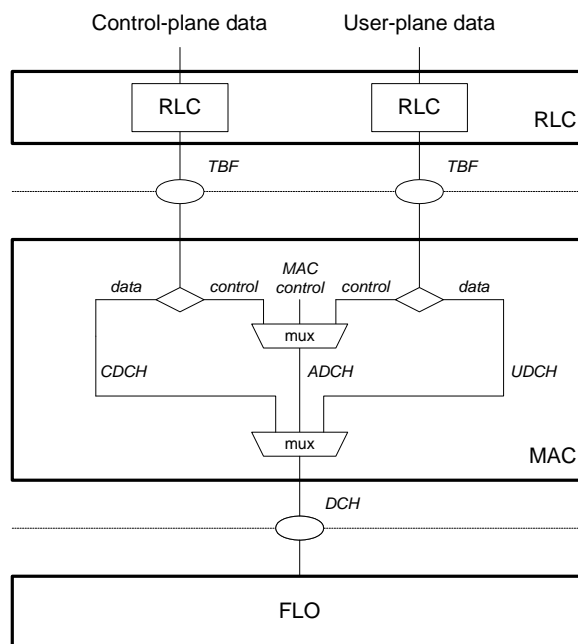 Control-plane data User-plane data
RLC RLC
RLC
TBF TBF
MAC
data control control data
control
mux
CDCH ADCH UDCH
mux
MAC
DCH
FLO